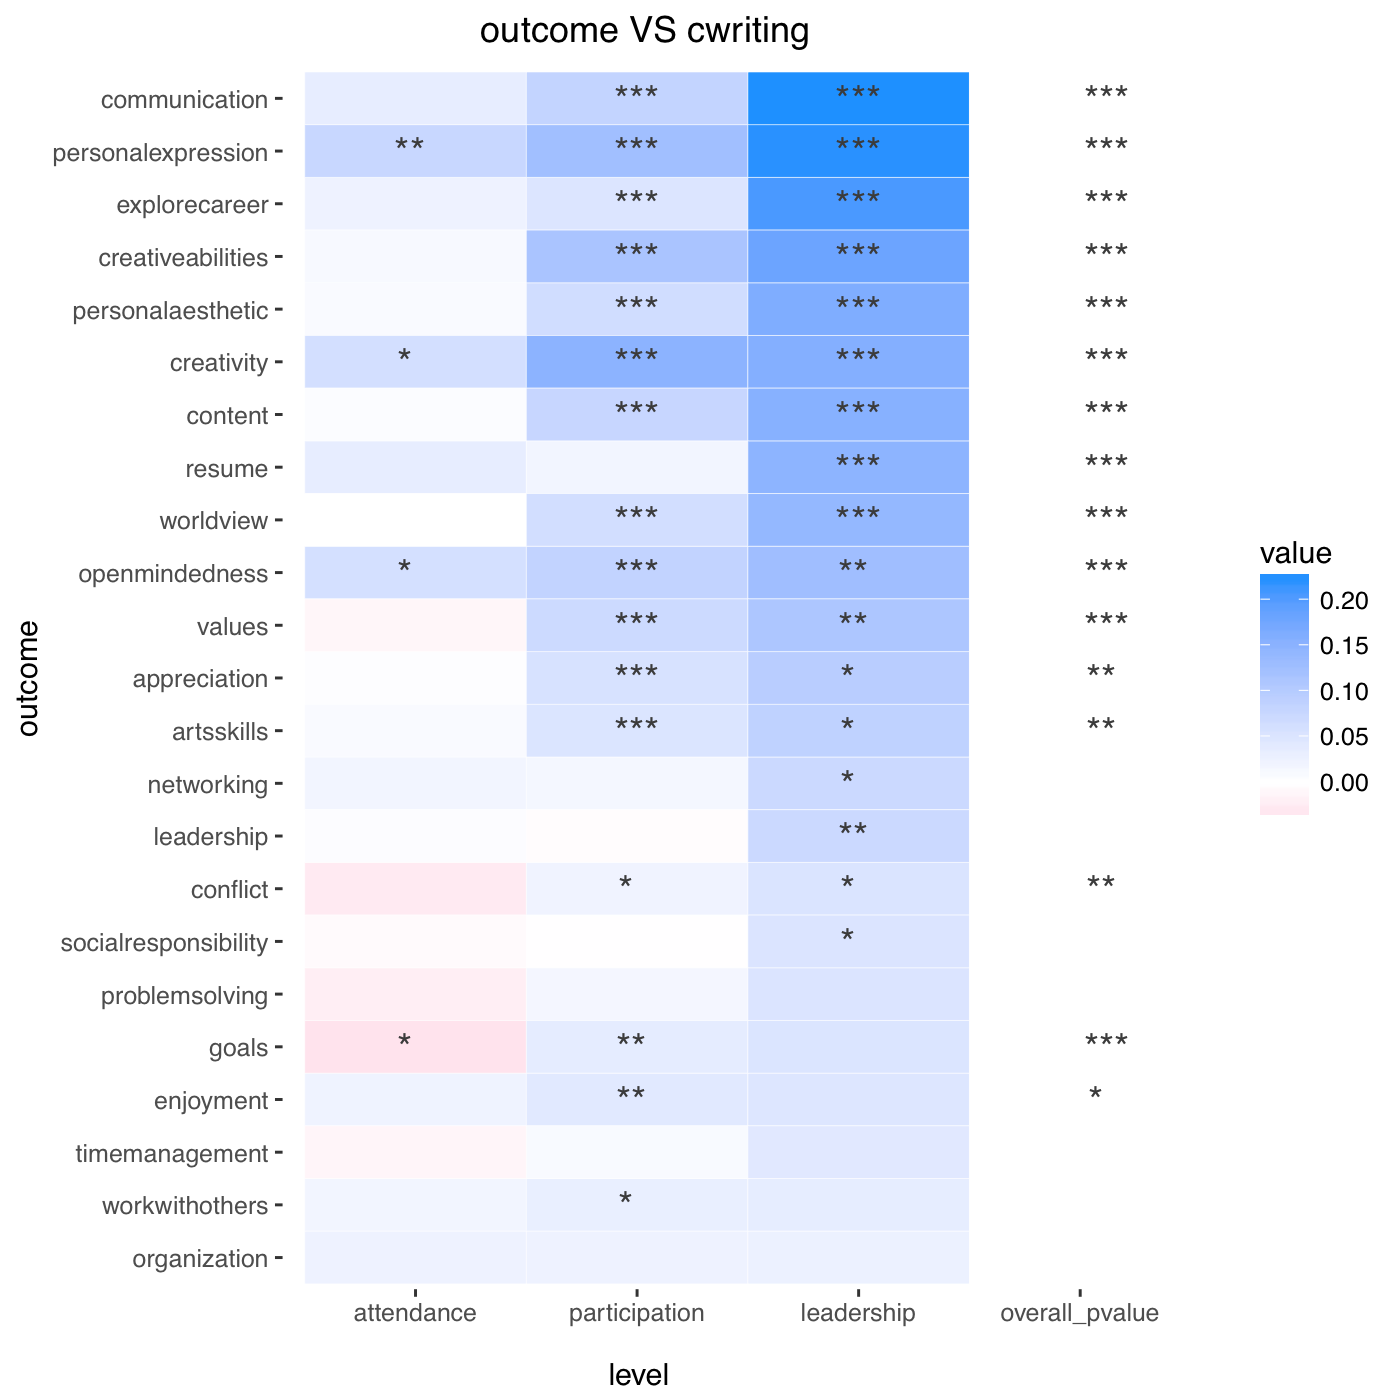 outcome VS cwriting
communication *** *** ***
personalexpression ** *** *** ***
explorecareer *** *** ***
creativeabilities *** *** ***
personalaesthetic *** *** ***
creativity * *** *** ***
content *** *** ***
resume *** ***
worldview *** *** ***
openmindedness * *** ** ***
values *** ** ***
appreciation *** * **
artsskills *** * **
networking *
leadership **
conflict * * **
socialresponsibility *
problemsolving
goals * ** ***
enjoyment ** *
timemanagement
workwithothers *
organization
attendance participation leadership overall_pvalue
level
outcome
value
0.20
0.15
0.10
0.05
0.00